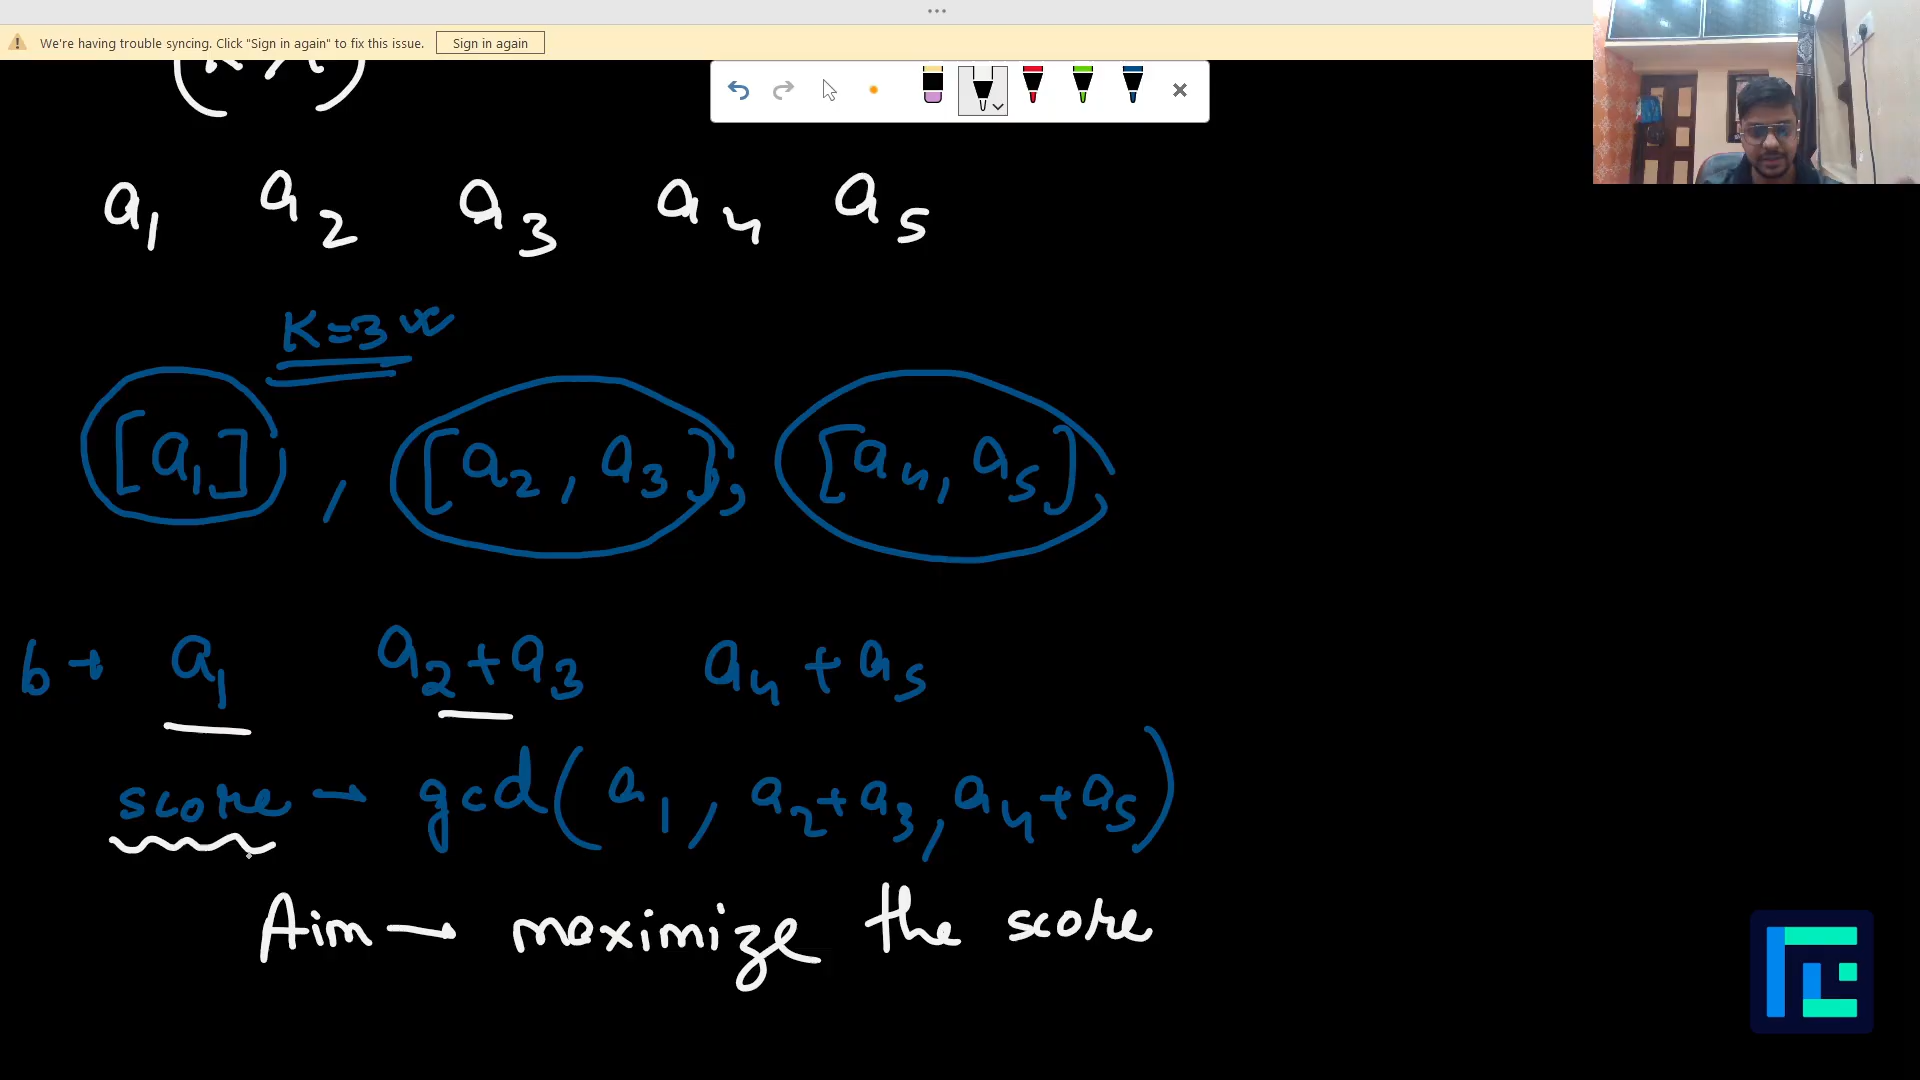 We're having trouble syncing. Click "Sign in again" to fix this issue. Sign in again
a1 a2 a3 a4 a5
K=3
[a1], [a2, a3], [a4, a5],
b→ a1 a2+a3 a4+a5
score → gcd(a1, a2+a3, a4+a5)
Aim → maximize the score